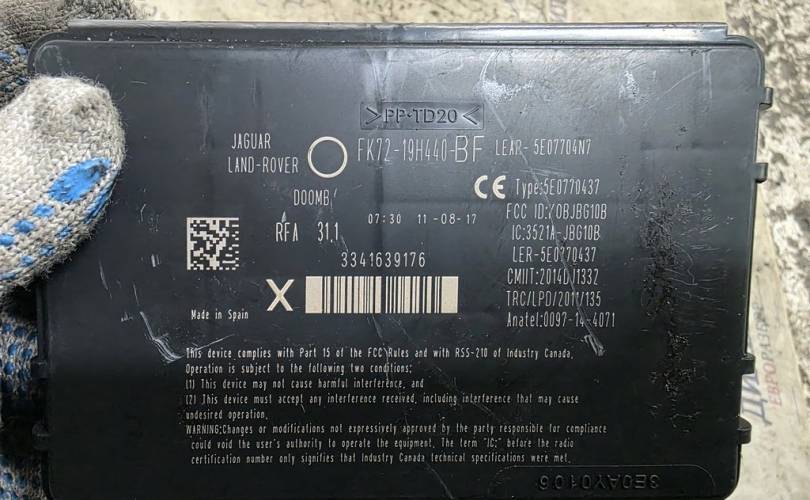 >PP-TD20<
JAGUAR
LAND-ROVER
FK72-19H440-BF
LEAR- 5E07704N7
CE
Type:5E0770437
FCC ID:TOBJBG10B
IC:3521A-JBG10B
LER-5E0770437
CMIIT:2014DJ1332
TRC/LPD/2011/135
Anatel:0097-14-4071
D00MB
07:30 11-08-17
RFA 31.1
3341639176
X
Made in Spain
This device complies with Part 15 of the FCC Rules and with RSS-210 of Industry Canada.
Operation is subject to the following two conditions;
(1) This device may not cause harmful interference, and
(2) This device must accept any interference received, including interference that may cause
undesired operation.
WARNING;Changes or modifications not expressively approved by the party responsible for compliance
could void the user's authority to operate the equipment. The term "IC;" before the radio
certification number only signifies that Industry Canada technical specifications were met.
3E0AY0106